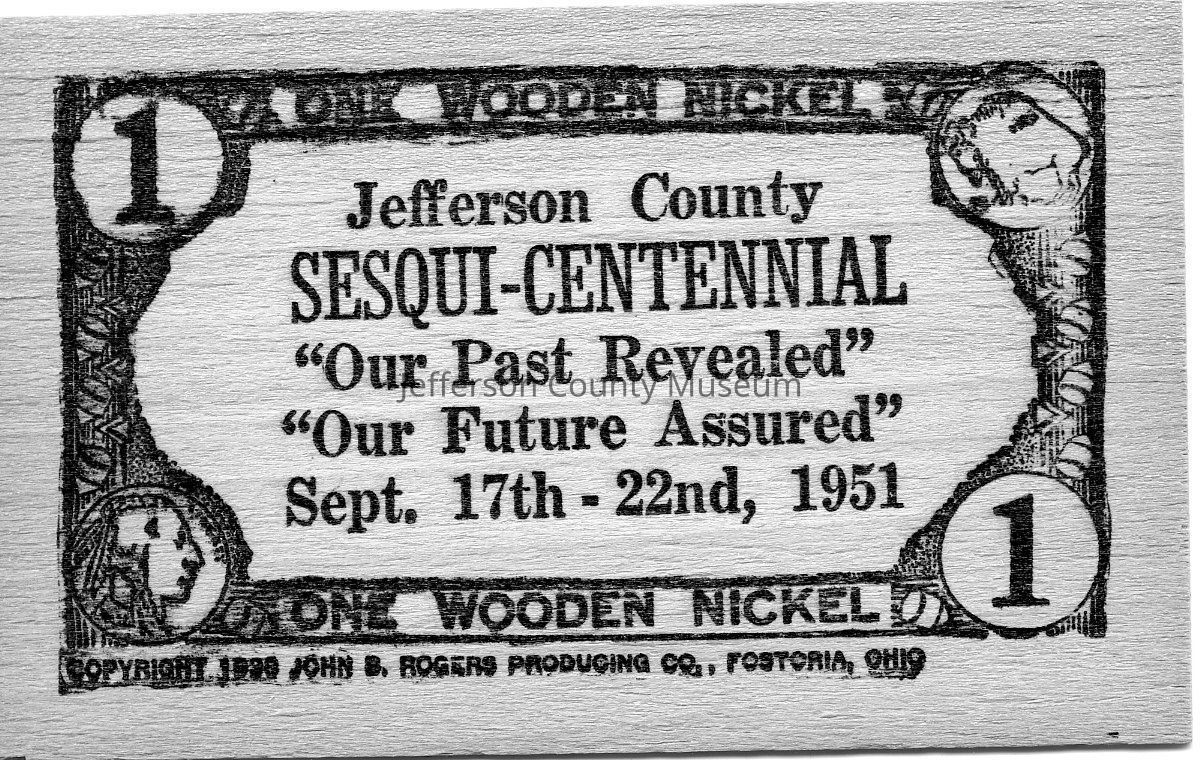 1 ONE WOODEN NICKEL
Jefferson County
SESQUI-CENTENNIAL
“Our Past Revealed”
Jefferson County Museum
“Our Future Assured”
Sept. 17th - 22nd, 1951
1
ONE WOODEN NICKEL
COPYRIGHT JOHN B. ROGERS PRODUCING CO., FOSTORIA, OHIO